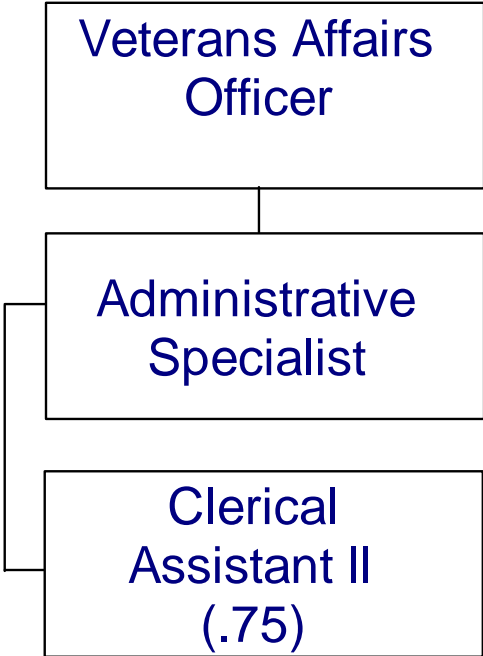 Veterans Affairs
Officer
Administrative
Specialist
Clerical
Assistant II
(.75)